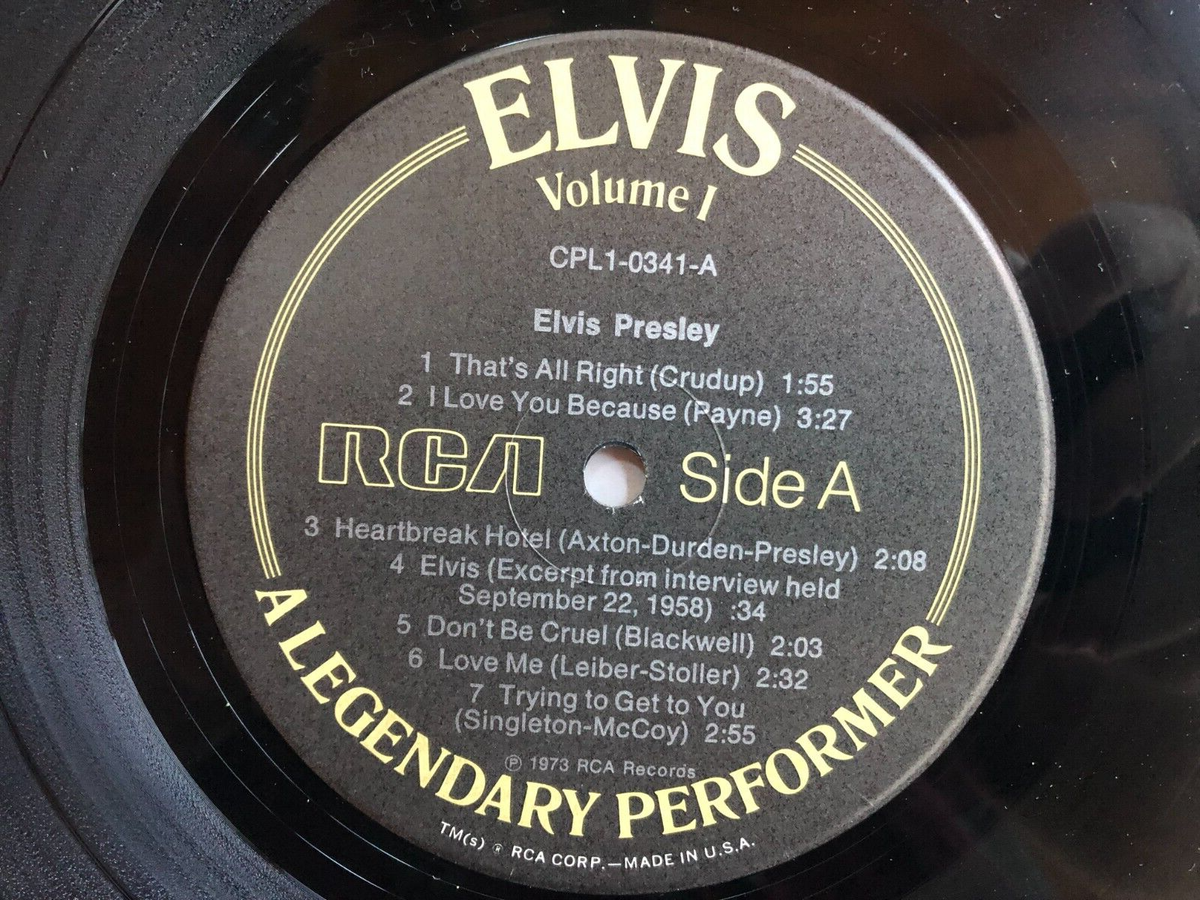 ELVIS
Volume I
CPL1-0341-A
Elvis Presley
1 That's All Right (Crudup) 1:55
2 I Love You Because (Payne) 3:27
RCA
Side A
3 Heartbreak Hotel (Axton-Durden-Presley) 2:08
4 Elvis (Excerpt from interview held
September 22, 1958) :34
5 Don't Be Cruel (Blackwell) 2:03
6 Love Me (Leiber-Stoller) 2:32
7 Trying to Get to You
(Singleton-McCoy) 2:55
℗ 1973 RCA Records
A LEGENDARY PERFORMER
TM(s) ® RCA CORP.—MADE IN U.S.A.